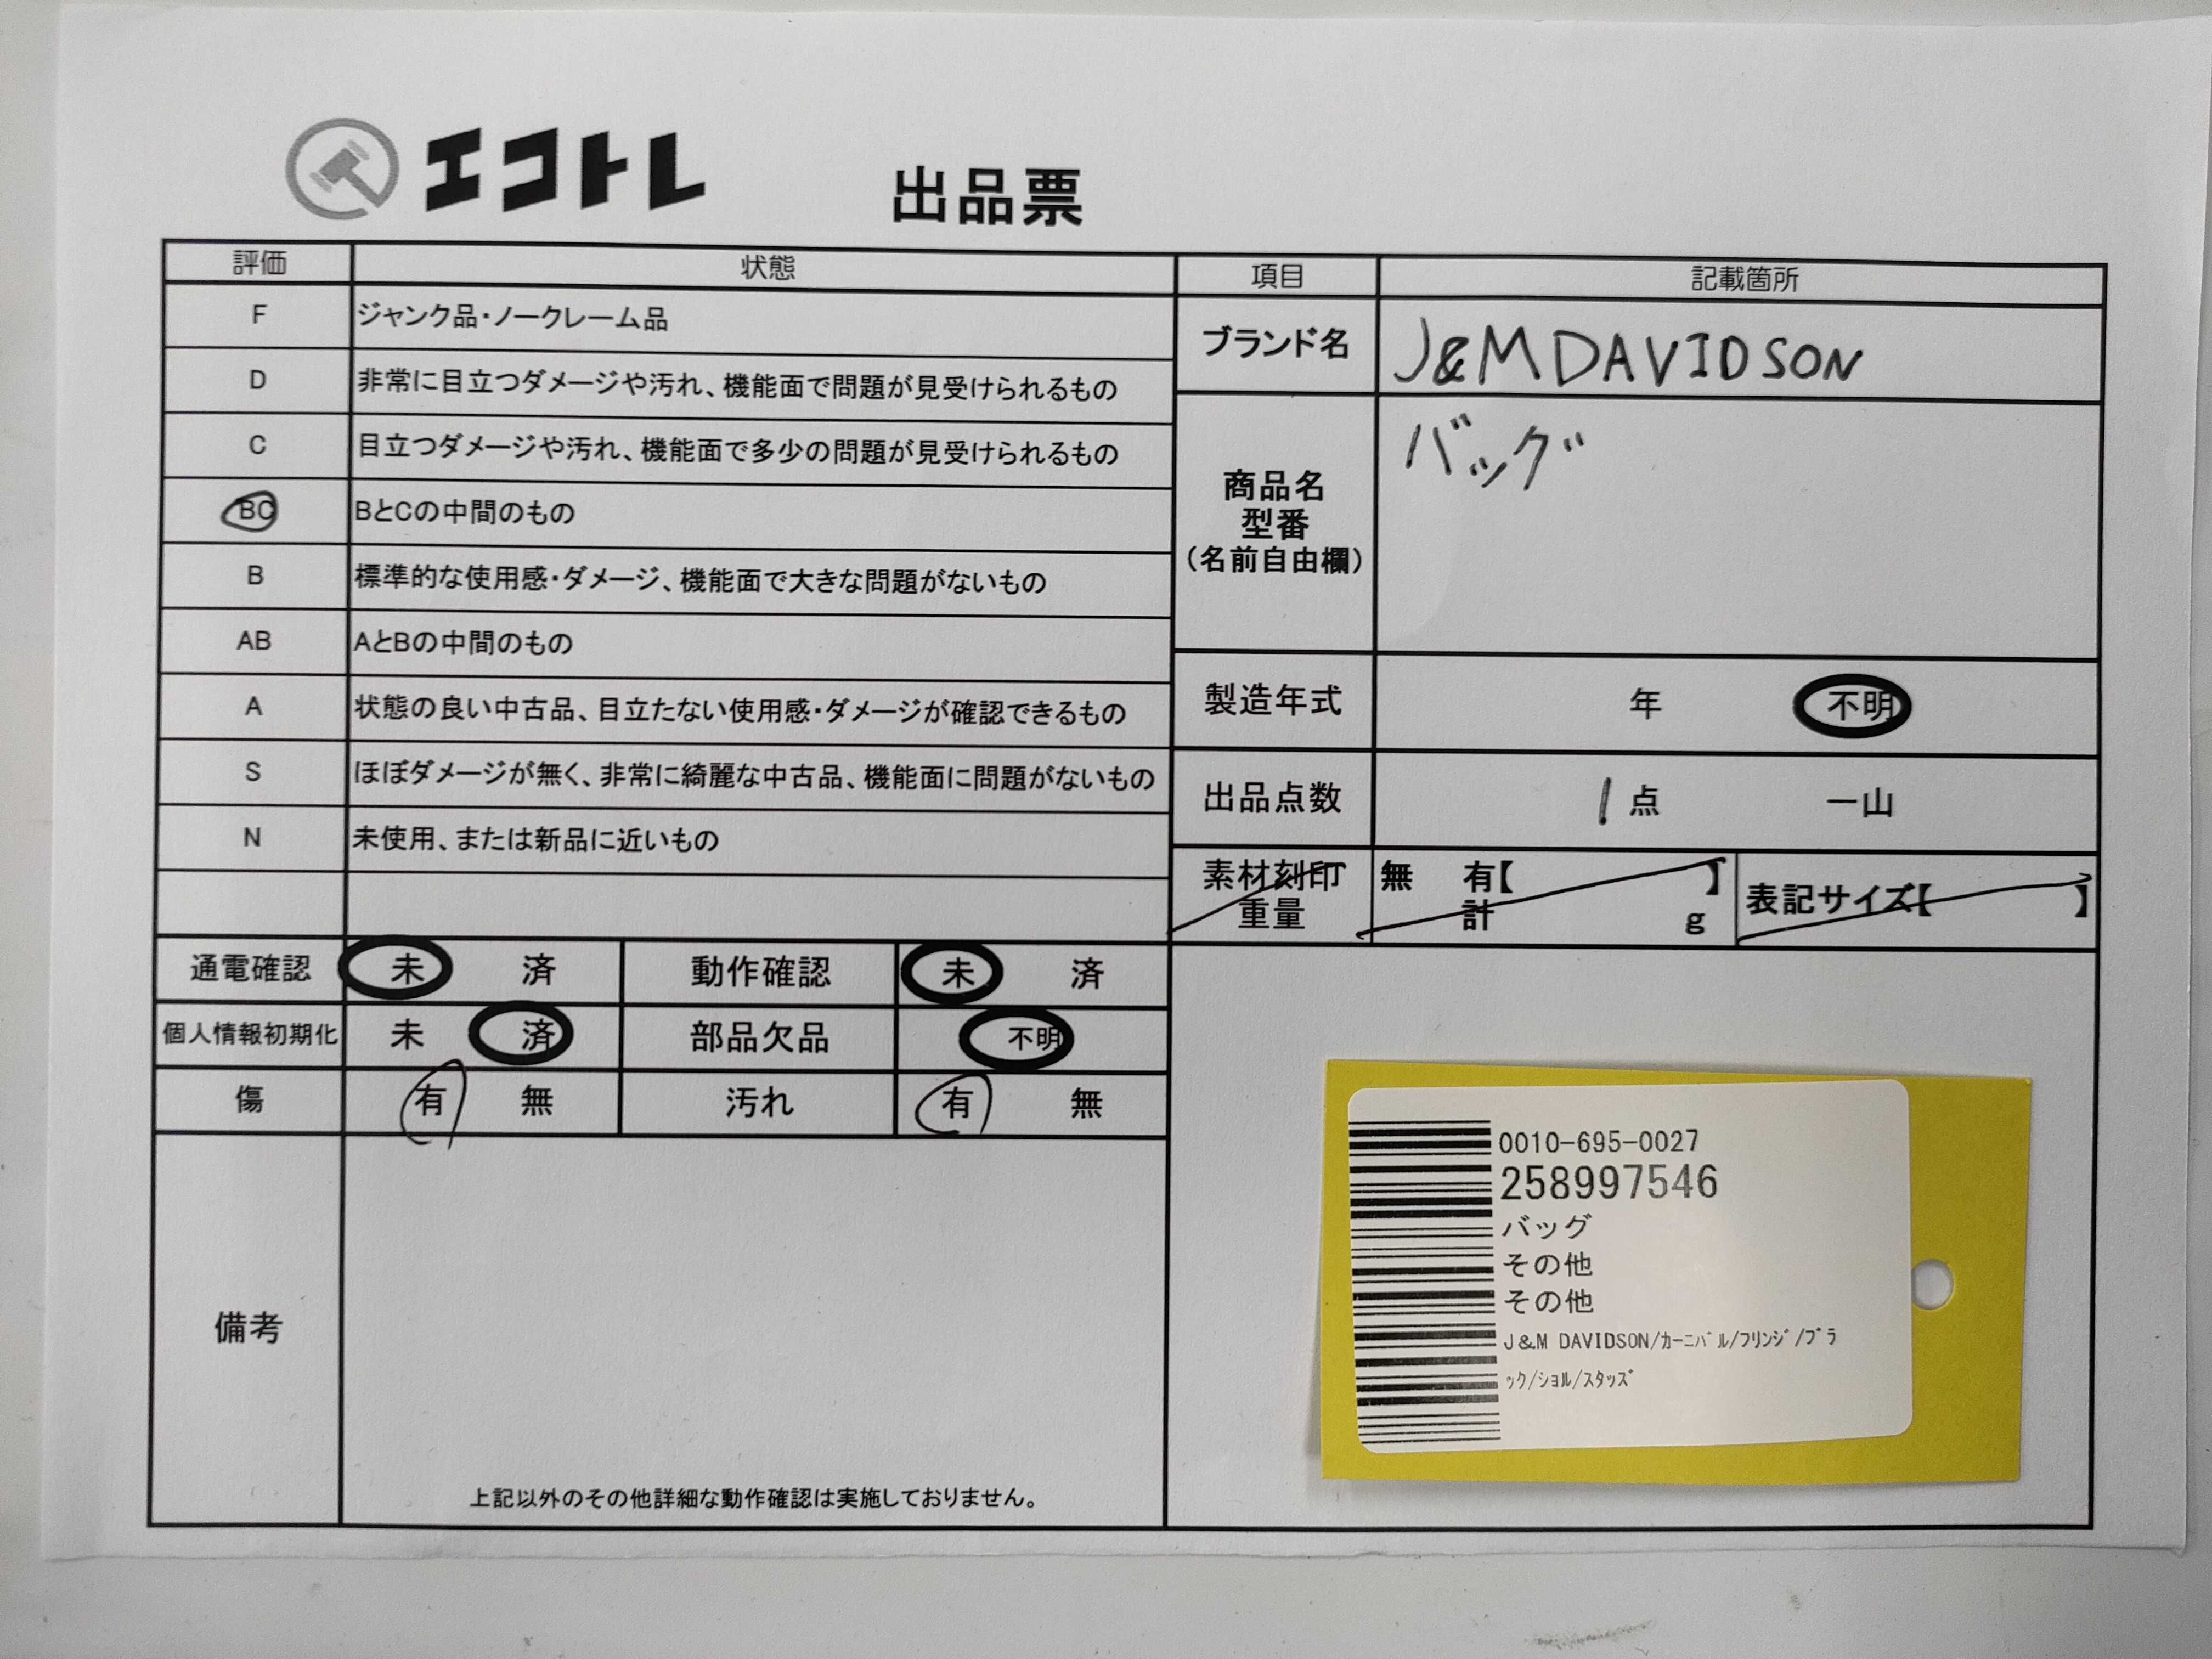 エコトレ 出品票
評価 状態
F ジャンク品・ノークレーム品
D 非常に目立つダメージや汚れ、機能面で問題が見受けられるもの
C 目立つダメージや汚れ、機能面で多少の問題が見受けられるもの
BC BとCの中間のもの
B 標準的な使用感・ダメージ、機能面で大きな問題がないもの
AB AとBの中間のもの
A 状態の良い中古品、目立たない使用感・ダメージが確認できるもの
S ほぼダメージが無く、非常に綺麗な中古品、機能面に問題がないもの
N 未使用、または新品に近いもの
項目 記載箇所
ブランド名 J&M DAVIDSON
商品名
型番
(名前自由欄)
バッグ
製造年式 年 不明
出品点数 1点 一山
素材刻印
重量
無 有【 】
計 g
表記サイズ【 】
通電確認 未 済 動作確認 未 済
個人情報初期化 未 済 部品欠品 不明
傷 有 無 汚れ 有 無
備考
上記以外のその他詳細な動作確認は実施しておりません。
0010-695-0027
258997546
バッグ
その他
その他
J&M DAVIDSON/ｶｰﾆﾊﾞﾙ/ﾌﾘﾝｼﾞ/ﾌﾞﾗ
ｯｸ/ｼｮﾙ/ｽﾀｯｽﾞ